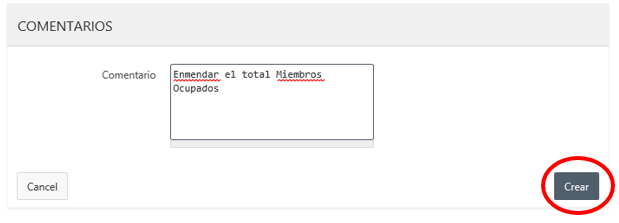 COMENTARIOS
Comentario
Enmendar el total Miembros
Ocupados
Cancel
Crear